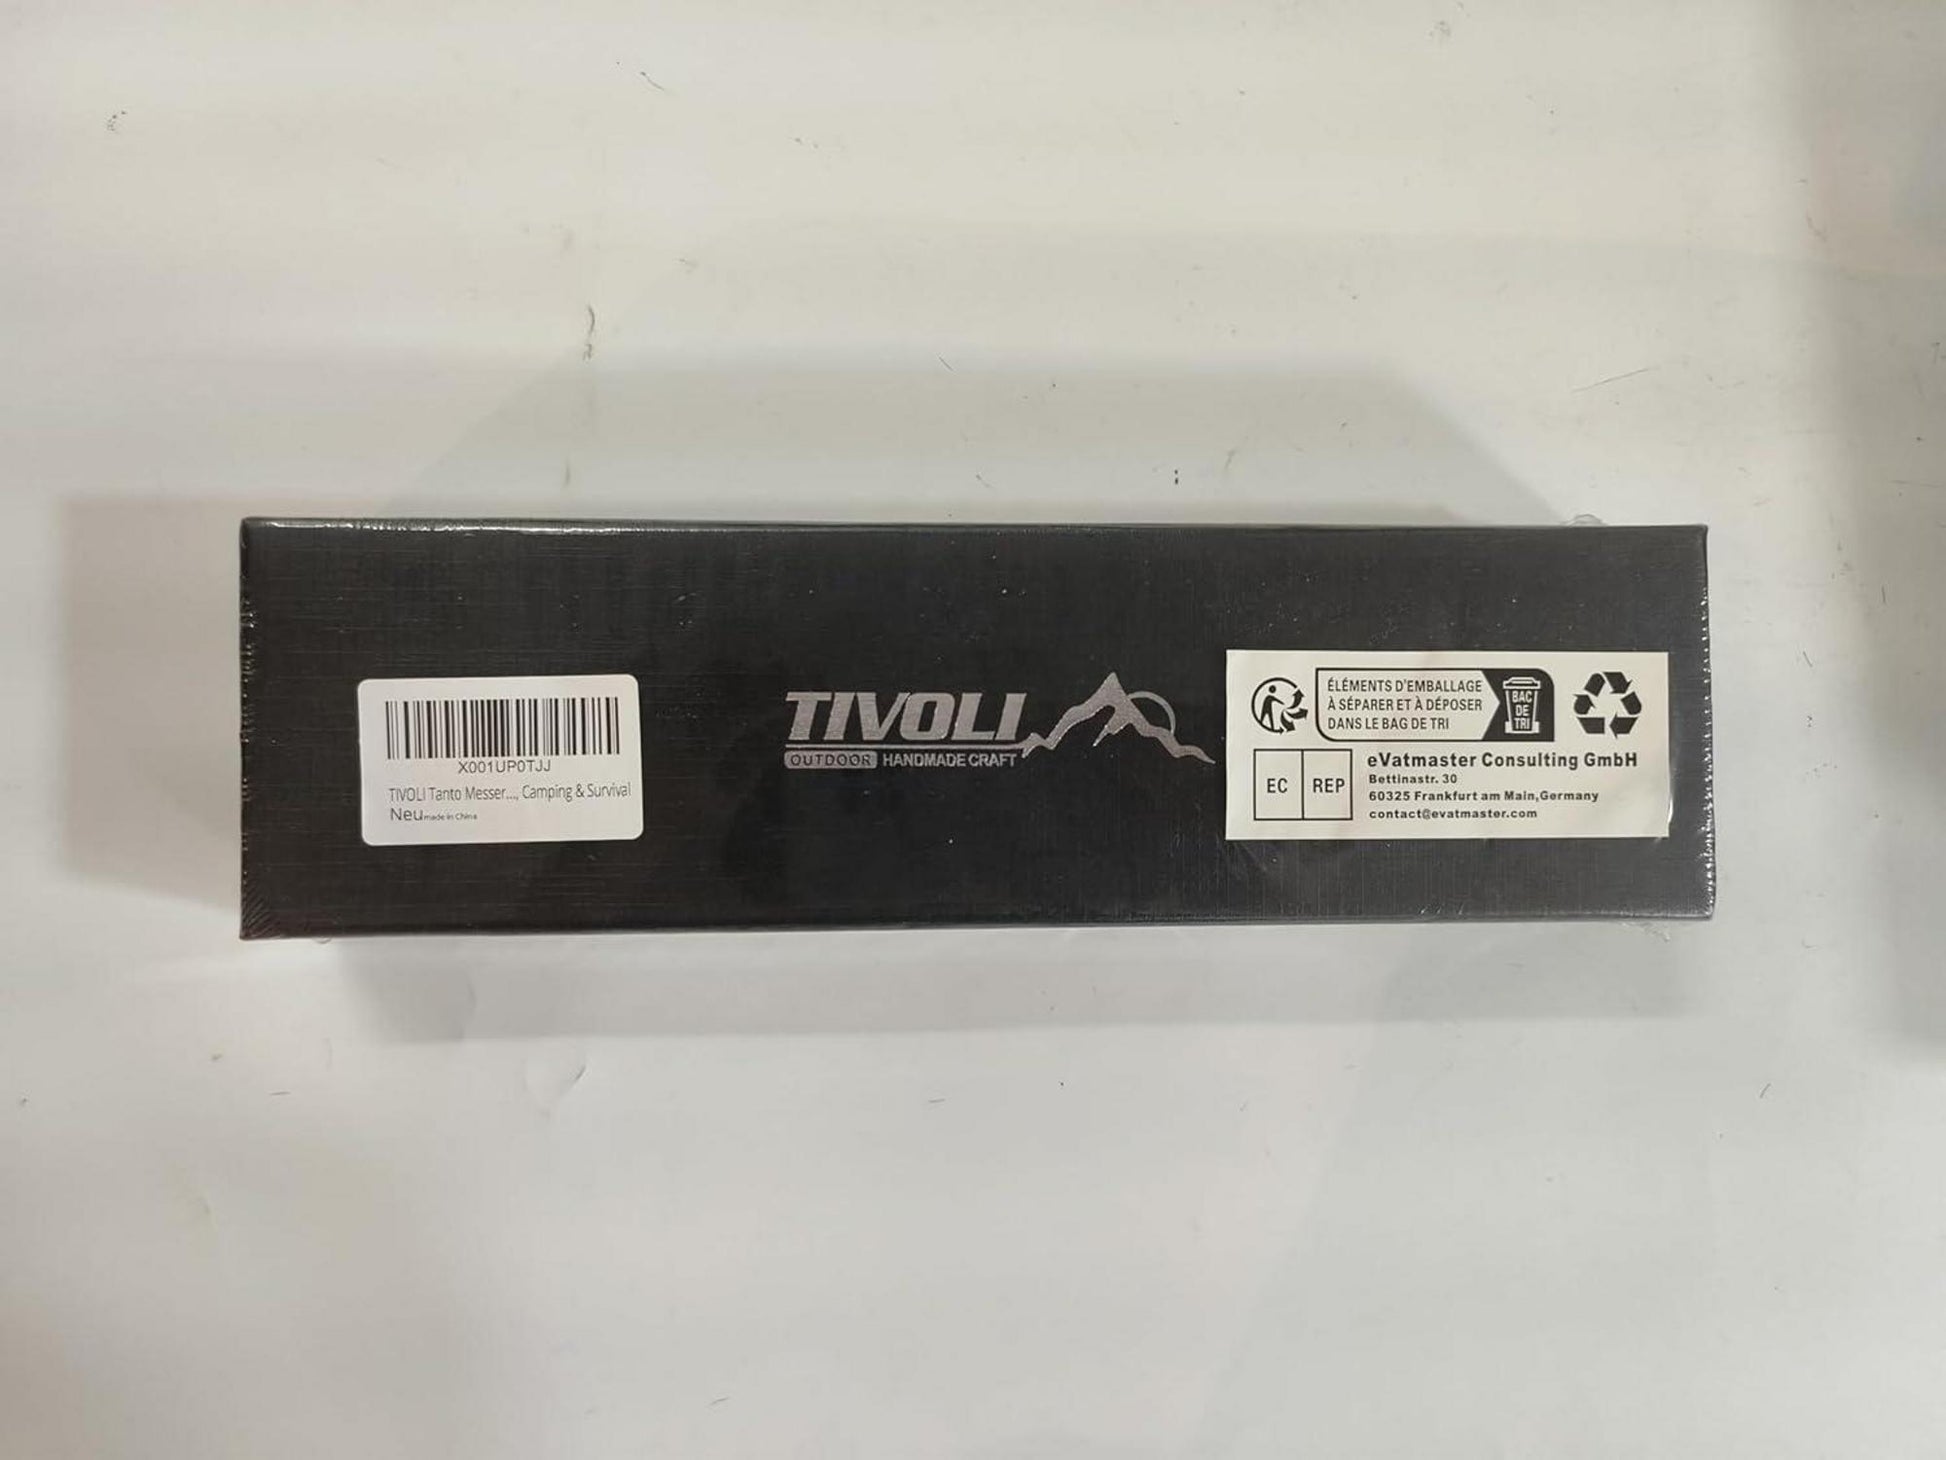 X001UP0TJJ
TIVOLI Tanto Messer..., Camping & Survival
Neu made in China
TIVOLI
OUTDOOR HANDMADE CRAFT
ÉLÉMENTS D'EMBALLAGE
À SÉPARER ET À DÉPOSER
DANS LE BAG DE TRI
BAC
DE
TRI
EC REP
eVatmaster Consulting GmbH
Bettinastr. 30
60325 Frankfurt am Main,Germany
contact@evatmaster.com